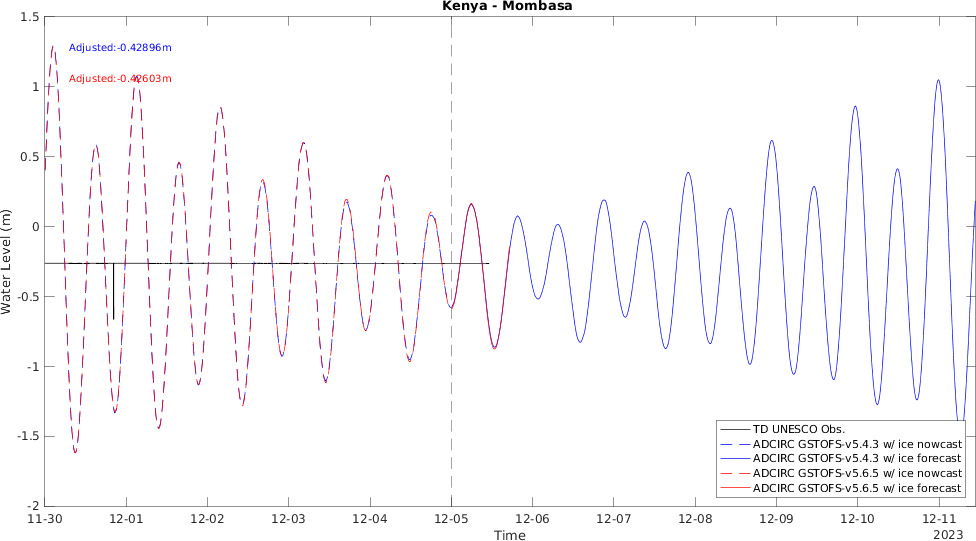 Kenya - Mombasa
1.5
1
0.5
0
-0.5
-1
-1.5
-2
Water Level (m)
Adjusted:-0.42896m
Adjusted:-0.42603m
TD UNESCO Obs.
ADCIRC GSTOFS-v5.4.3 w/ ice nowcast
ADCIRC GSTOFS-v5.4.3 w/ ice forecast
ADCIRC GSTOFS-v5.6.5 w/ ice nowcast
ADCIRC GSTOFS-v5.6.5 w/ ice forecast
11-30 12-01 12-02 12-03 12-04 12-05 12-06 12-07 12-08 12-09 12-10 12-11
Time
2023